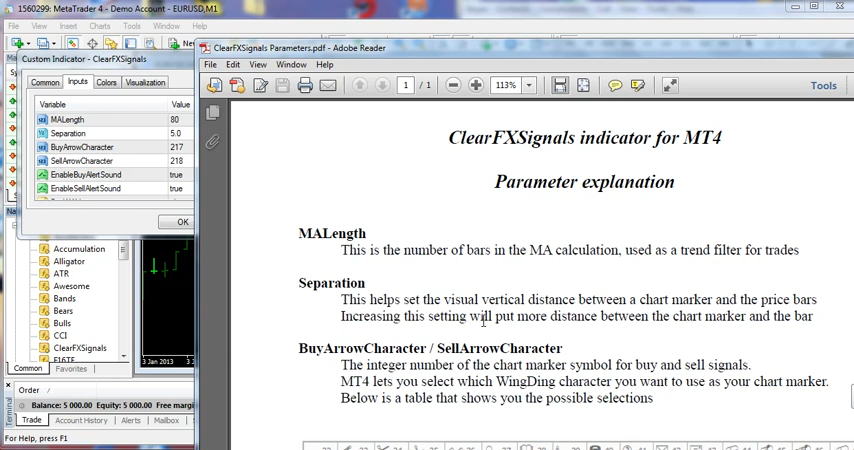 1560299: MetaTrader 4 - Demo Account - EURUSD,M1
File View Insert Charts Tools Window Help
New
Custom Indicator - ClearFXSignals
Common Inputs Colors Visualization
Variable Value
MALength 80
Separation 5.0
BuyArrowCharacter 217
SellArrowCharacter 218
EnableBuyAlertSound true
EnableSellAlertSound true
OK
Accumulation
Alligator
ATR
Awesome
Bands
Bears
Bulls
CCI
ClearFXSignals
Common Favorites
3 Jan 2013 3 Jan
Order /
Balance: 5 000.00 Equity: 5 000.00 Free margin
Terminal
Trade Account History Alerts Mailbox
For Help, press F1
ClearFXSignals Parameters.pdf - Adobe Reader
File Edit View Window Help
1 / 1 113% Tools
ClearFXSignals indicator for MT4
Parameter explanation
MALength
This is the number of bars in the MA calculation, used as a trend filter for trades
Separation
This helps set the visual vertical distance between a chart marker and the price bars
Increasing this setting will put more distance between the chart marker and the bar
BuyArrowCharacter / SellArrowCharacter
The integer number of the chart marker symbol for buy and sell signals.
MT4 lets you select which WingDing character you want to use as your chart marker.
Below is a table that shows you the possible selections